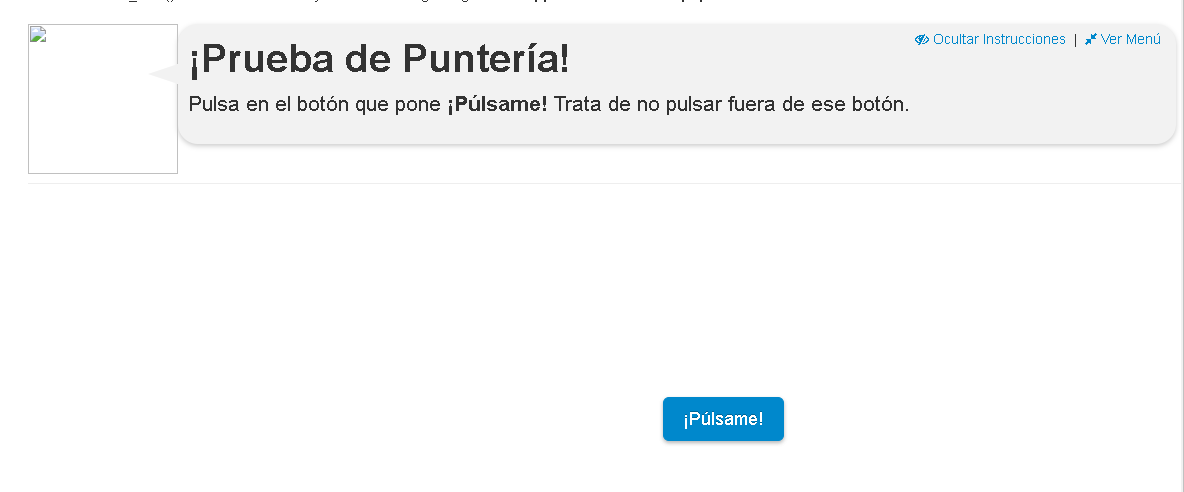 Ocultar Instrucciones | Ver Menú
¡Prueba de Puntería!
Pulsa en el botón que pone ¡Púlsame! Trata de no pulsar fuera de ese botón.
¡Púlsame!